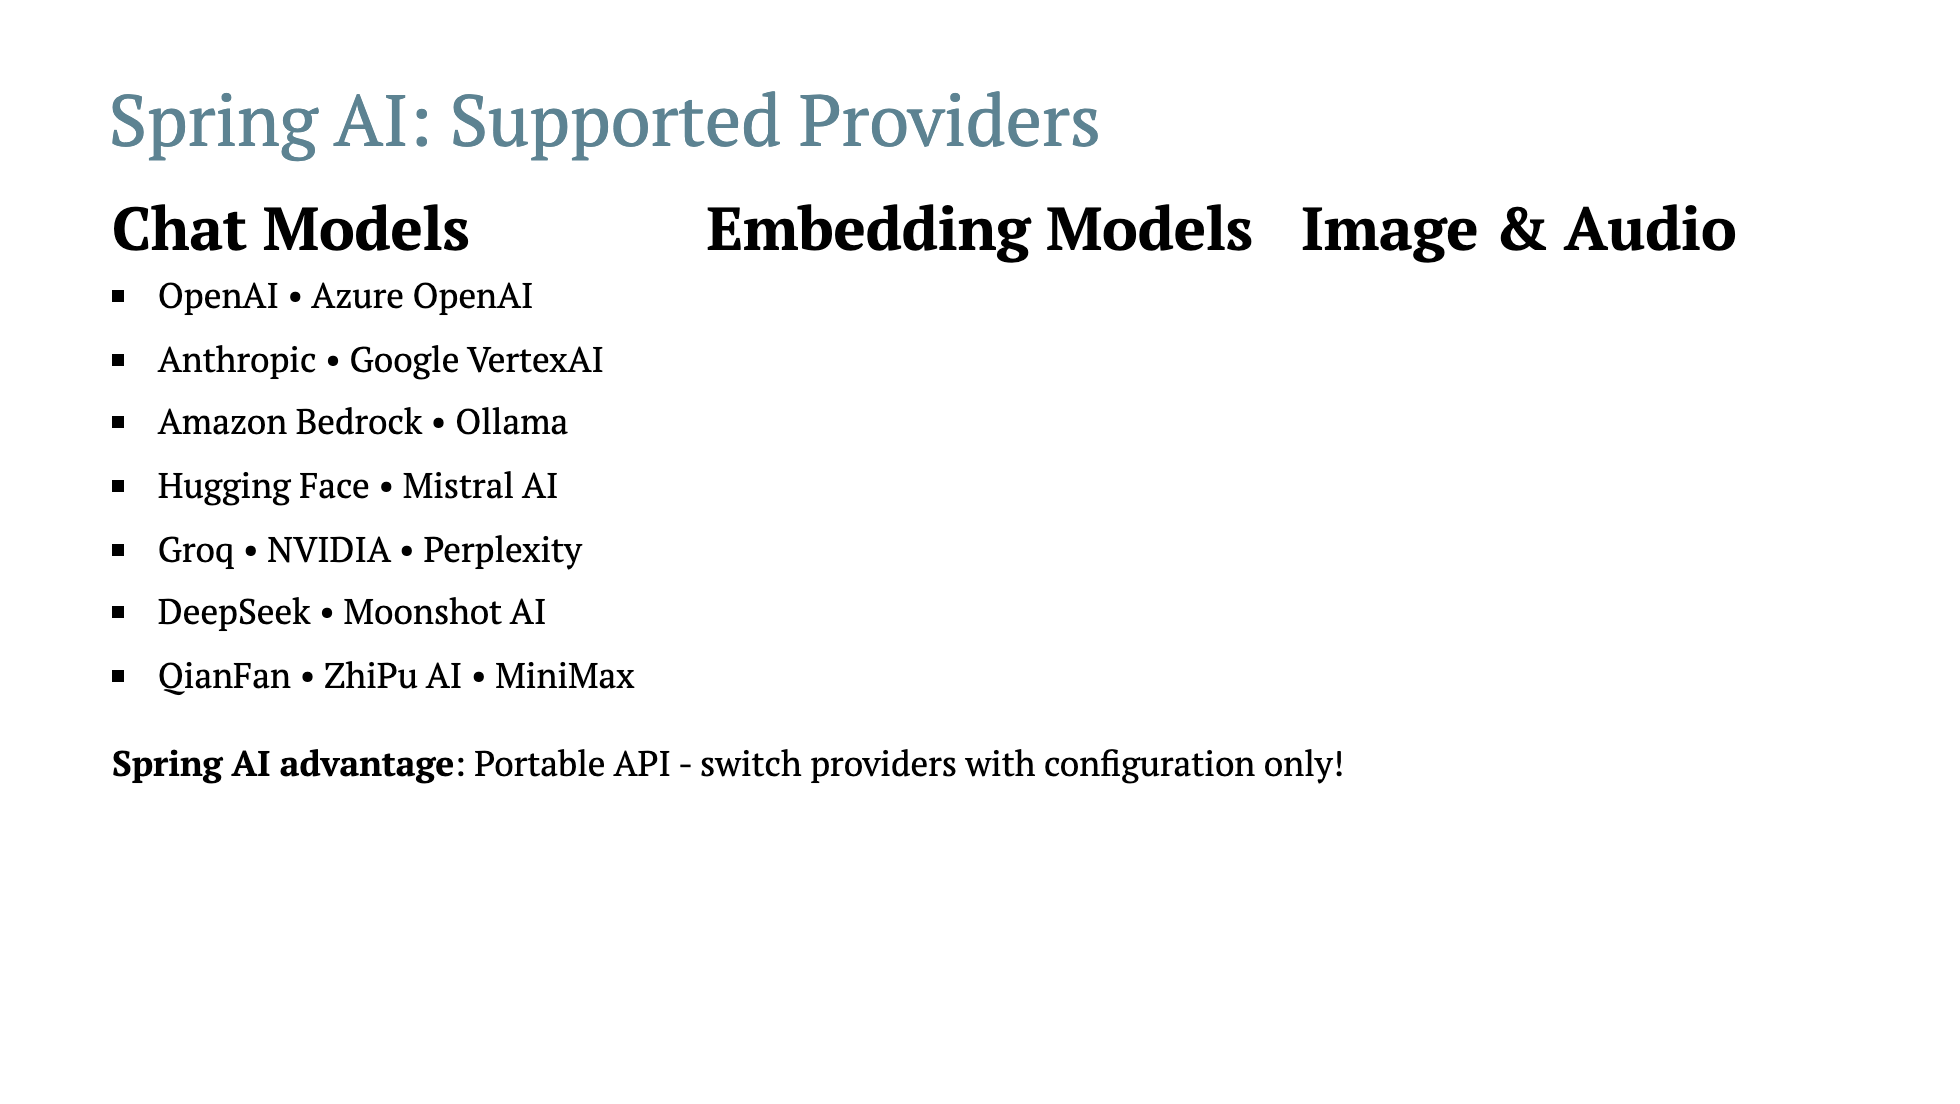 Spring AI: Supported Providers
Chat Models
Embedding Models
Image & Audio
▪ OpenAI • Azure OpenAI
▪ Anthropic • Google VertexAI
▪ Amazon Bedrock • Ollama
▪ Hugging Face • Mistral AI
▪ Groq • NVIDIA • Perplexity
▪ DeepSeek • Moonshot AI
▪ QianFan • ZhiPu AI • MiniMax
Spring AI advantage: Portable API - switch providers with configuration only!